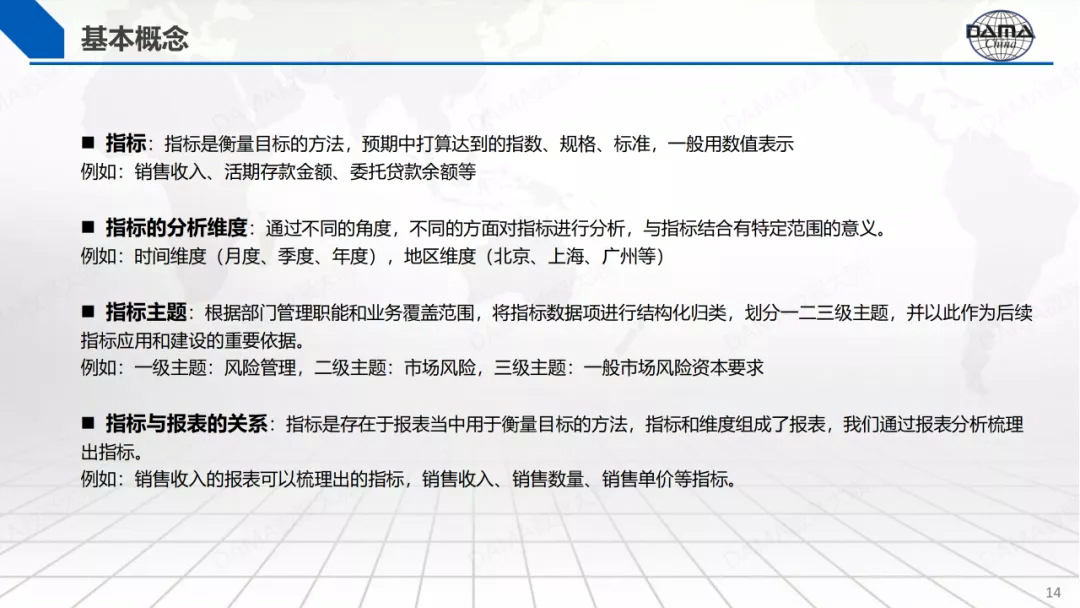 基本概念
DAMA
China
■ 指标：指标是衡量目标的方法，预期中打算达到的指数、规格、标准，一般用数值表示
例如：销售收入、活期存款金额、委托贷款余额等
■ 指标的分析维度：通过不同的角度，不同的方面对指标进行分析，与指标结合有特定范围的意义。
例如：时间维度（月度、季度、年度），地区维度（北京、上海、广州等）
■ 指标主题：根据部门管理职能和业务覆盖范围，将指标数据项进行结构化归类，划分一二三级主题，并以此作为后续
指标应用和建设的重要依据。
例如：一级主题：风险管理，二级主题：市场风险，三级主题：一般市场风险资本要求
■ 指标与报表的关系：指标是存在于报表当中用于衡量目标的方法，指标和维度组成了报表，我们通过报表分析梳理
出指标。
例如：销售收入的报表可以梳理出的指标，销售收入、销售数量、销售单价等指标。
14